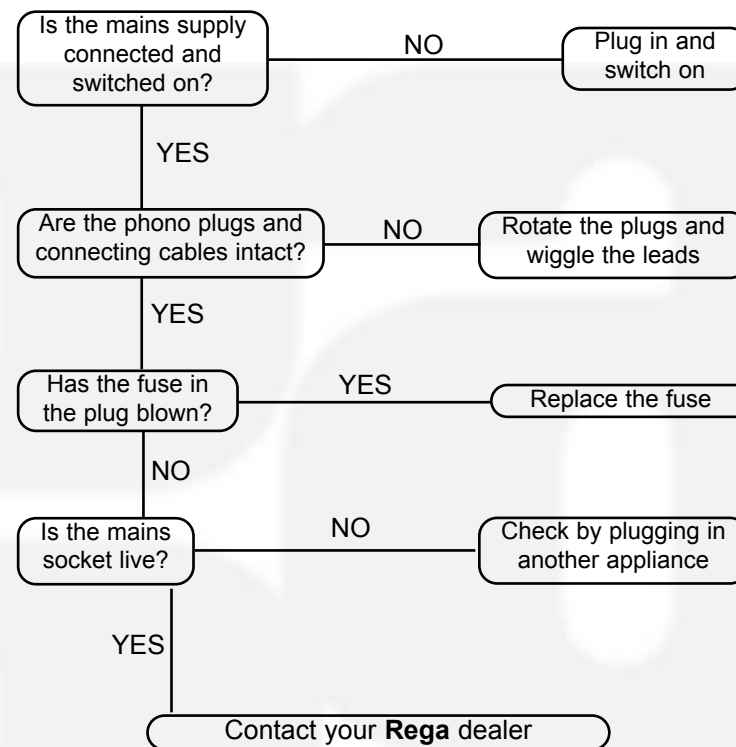 Is the mains supply
connected and
switched on?
NO
Plug in and
switch on
YES
Are the phono plugs and
connecting cables intact?
NO
Rotate the plugs and
wiggle the leads
YES
Has the fuse in
the plug blown?
YES
Replace the fuse
NO
Is the mains
socket live?
NO
Check by plugging in
another appliance
YES
Contact your Rega dealer